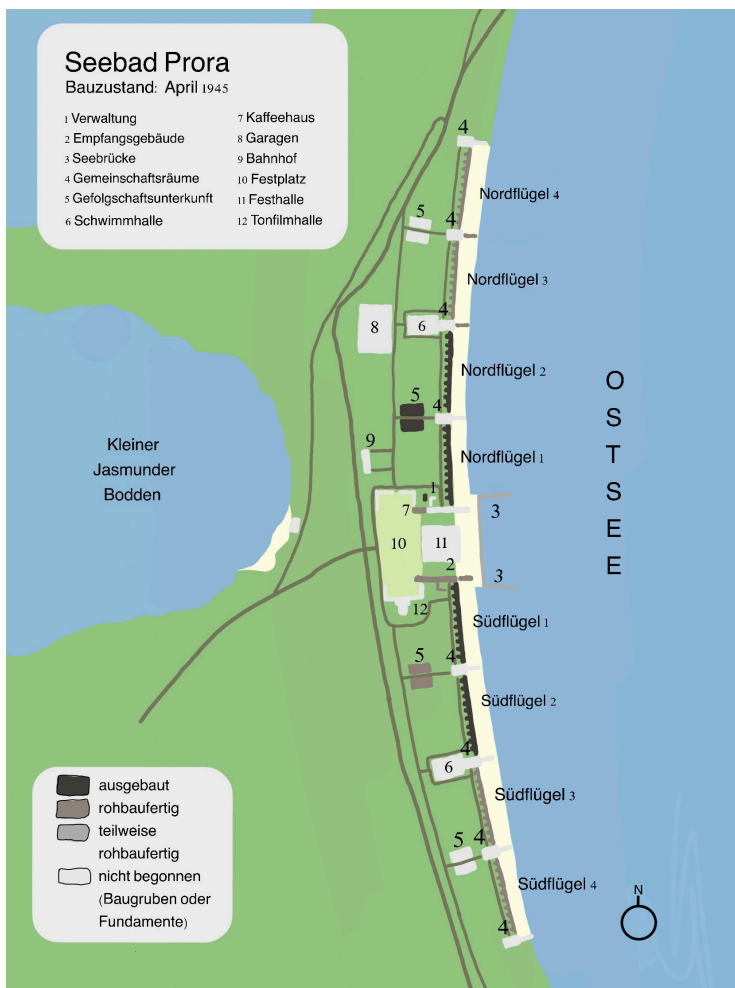 Seebad Prora
Bauzustand: April 1945
1 Verwaltung
2 Empfangsgebäude
3 Seebrücke
4 Gemeinschaftsräume
5 Gefolgschaftsunterkunft
6 Schwimmhalle
7 Kaffeehaus
8 Garagen
9 Bahnhof
10 Festplatz
11 Festhalle
12 Tonfilmhalle
4
Nordflügel 4
5
4
Nordflügel 3
4
8
6
Nordflügel 2
5
4
OSTSEE
9
Nordflügel 1
Kleiner
Jasmunder
Bodden
1
7
3
10
11
2
3
12
Südflügel 1
5
4
Südflügel 2
4
6
Südflügel 3
5
4
Südflügel 4
4
ausgebaut
rohbaufertig
teilweise
rohbaufertig
nicht begonnen
(Baugruben oder
Fundamente)
N